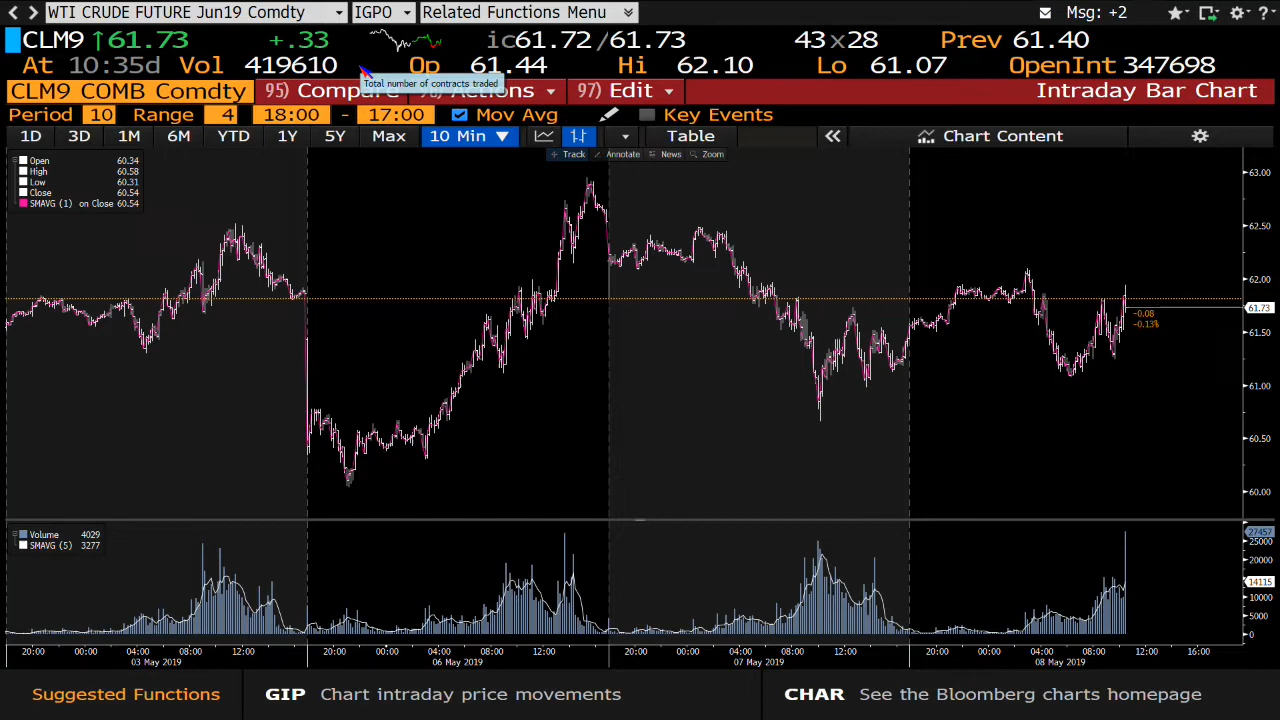 WTI CRUDE FUTURE Jun19 Comdty IGPO Related Functions Menu Msg: +2
CLM9 ↑61.73 +.33 ic61.72/61.73 43×28 Prev 61.40
At 10:35d Vol 419610 Op 61.44 Hi 62.10 Lo 61.07 OpenInt 347698
Total number of contracts traded
CLM9 COMB Comdty 95) Compare Actions 97) Edit Intraday Bar Chart
Period 10 Range 4 18:00 - 17:00 Mov Avg Key Events
1D 3D 1M 6M YTD 1Y 5Y Max 10 Min ▼ Table Chart Content
Track Annotate News Zoom
Open 60.34
High 60.58
Low 60.31
Close 60.54
SMAVG (1) on Close 60.54
63.00
62.50
62.00
61.73
-0.08
-0.13%
61.50
61.00
60.50
60.00
Volume 4029
SMAVG (5) 3277
27457
25000
20000
14115
10000
5000
0
20:00 00:00 04:00 08:00 12:00 20:00 00:00 04:00 08:00 12:00 20:00 00:00 04:00 08:00 12:00 20:00 00:00 04:00 08:00 12:00 16:00
03 May 2019 06 May 2019 07 May 2019 08 May 2019
Suggested Functions GIP Chart intraday price movements CHAR See the Bloomberg charts homepage